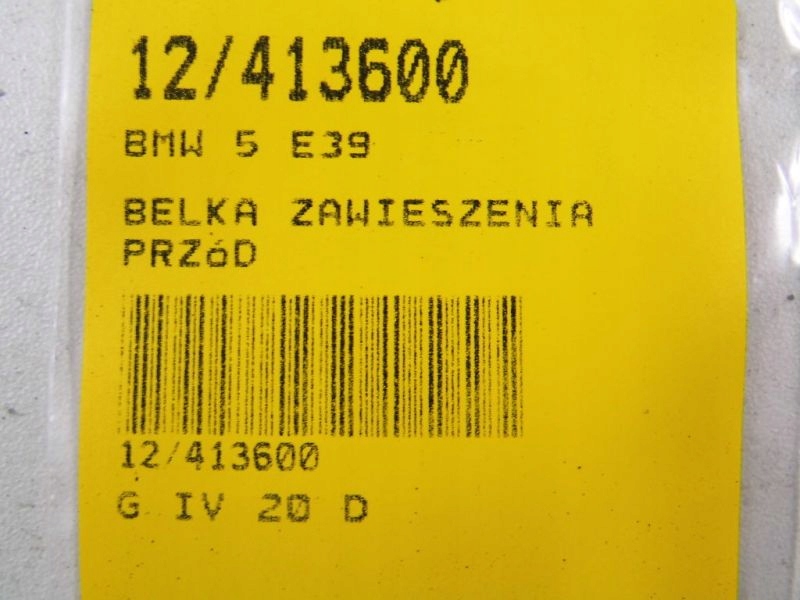 12/413600
BMW 5 E39
BELKA ZAWIESZENIA
PRZóD
12/413600
G IV 20 D